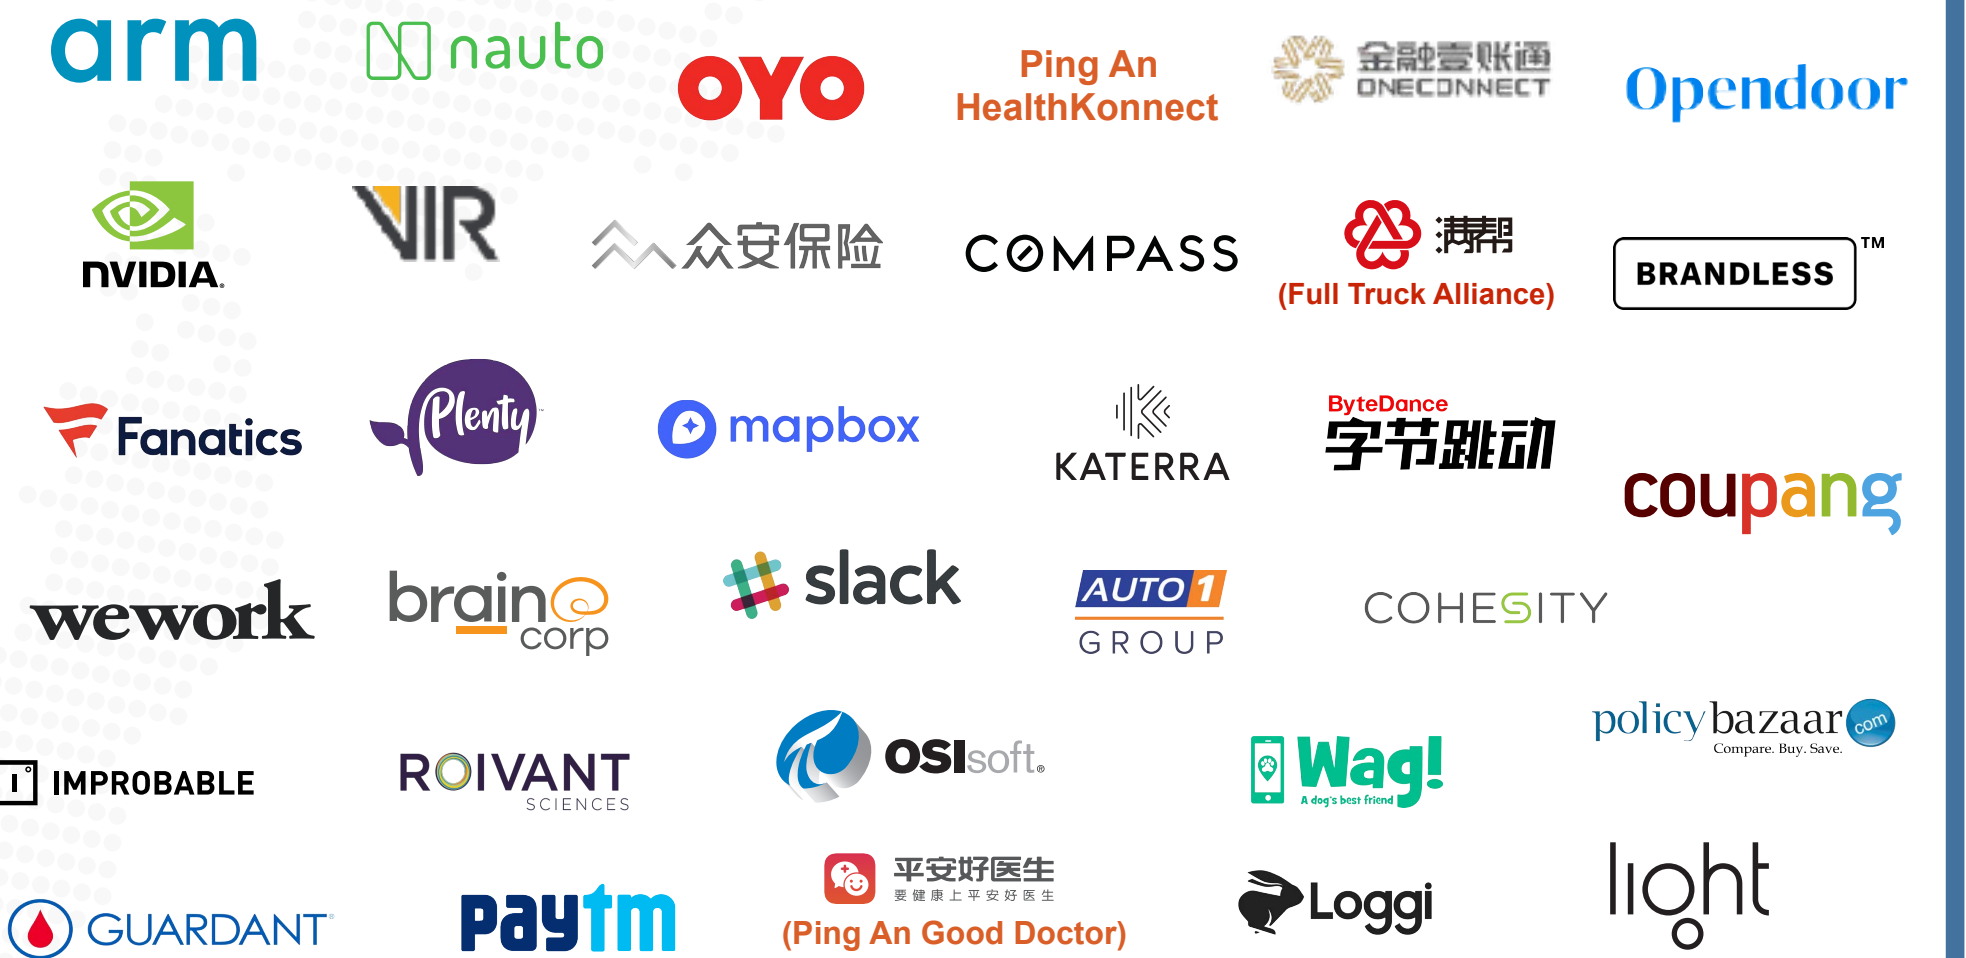 arm
nauto
OYO
Ping An
HealthKonnect
金融壹账通
ONECONNECT
Opendoor
NVIDIA.
VIR
众安保险
COMPASS
满帮
(Full Truck Alliance)
BRANDLESS™
Fanatics
Plenty™
mapbox
KATERRA
ByteDance
字节跳动
coupang
wework
brain
corp
slack
AUTO1
GROUP
COHESITY
policybazaar.com
Compare. Buy. Save.
IMPROBABLE
ROIVANT
SCIENCES
OSIsoft®
Wag!
A dog's best friend
GUARDANT®
paytm
平安好医生
要健康上平安好医生
(Ping An Good Doctor)
Loggi
light